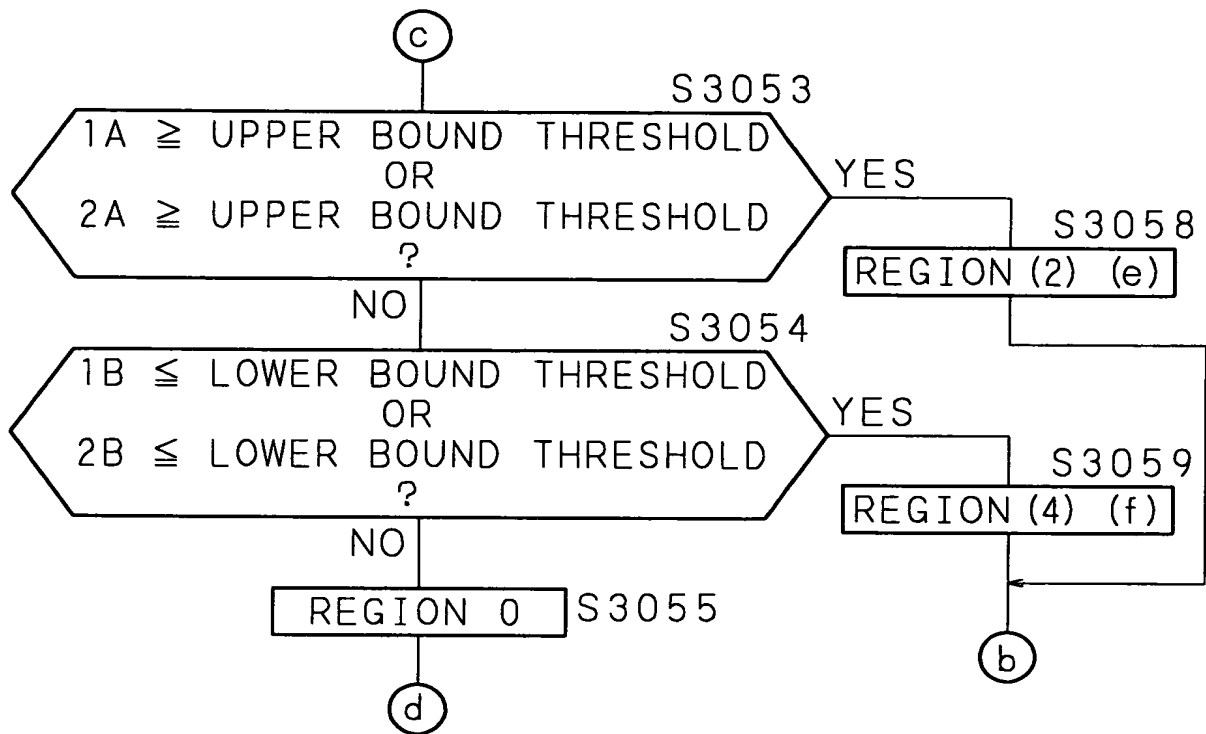 c
S3053
1A ≧ UPPER BOUND THRESHOLD
OR
2A ≧ UPPER BOUND THRESHOLD
?
YES
S3058
REGION (2) (e)
NO
S3054
1B ≦ LOWER BOUND THRESHOLD
OR
2B ≦ LOWER BOUND THRESHOLD
?
YES
S3059
REGION (4) (f)
NO
REGION 0 S3055
b
d